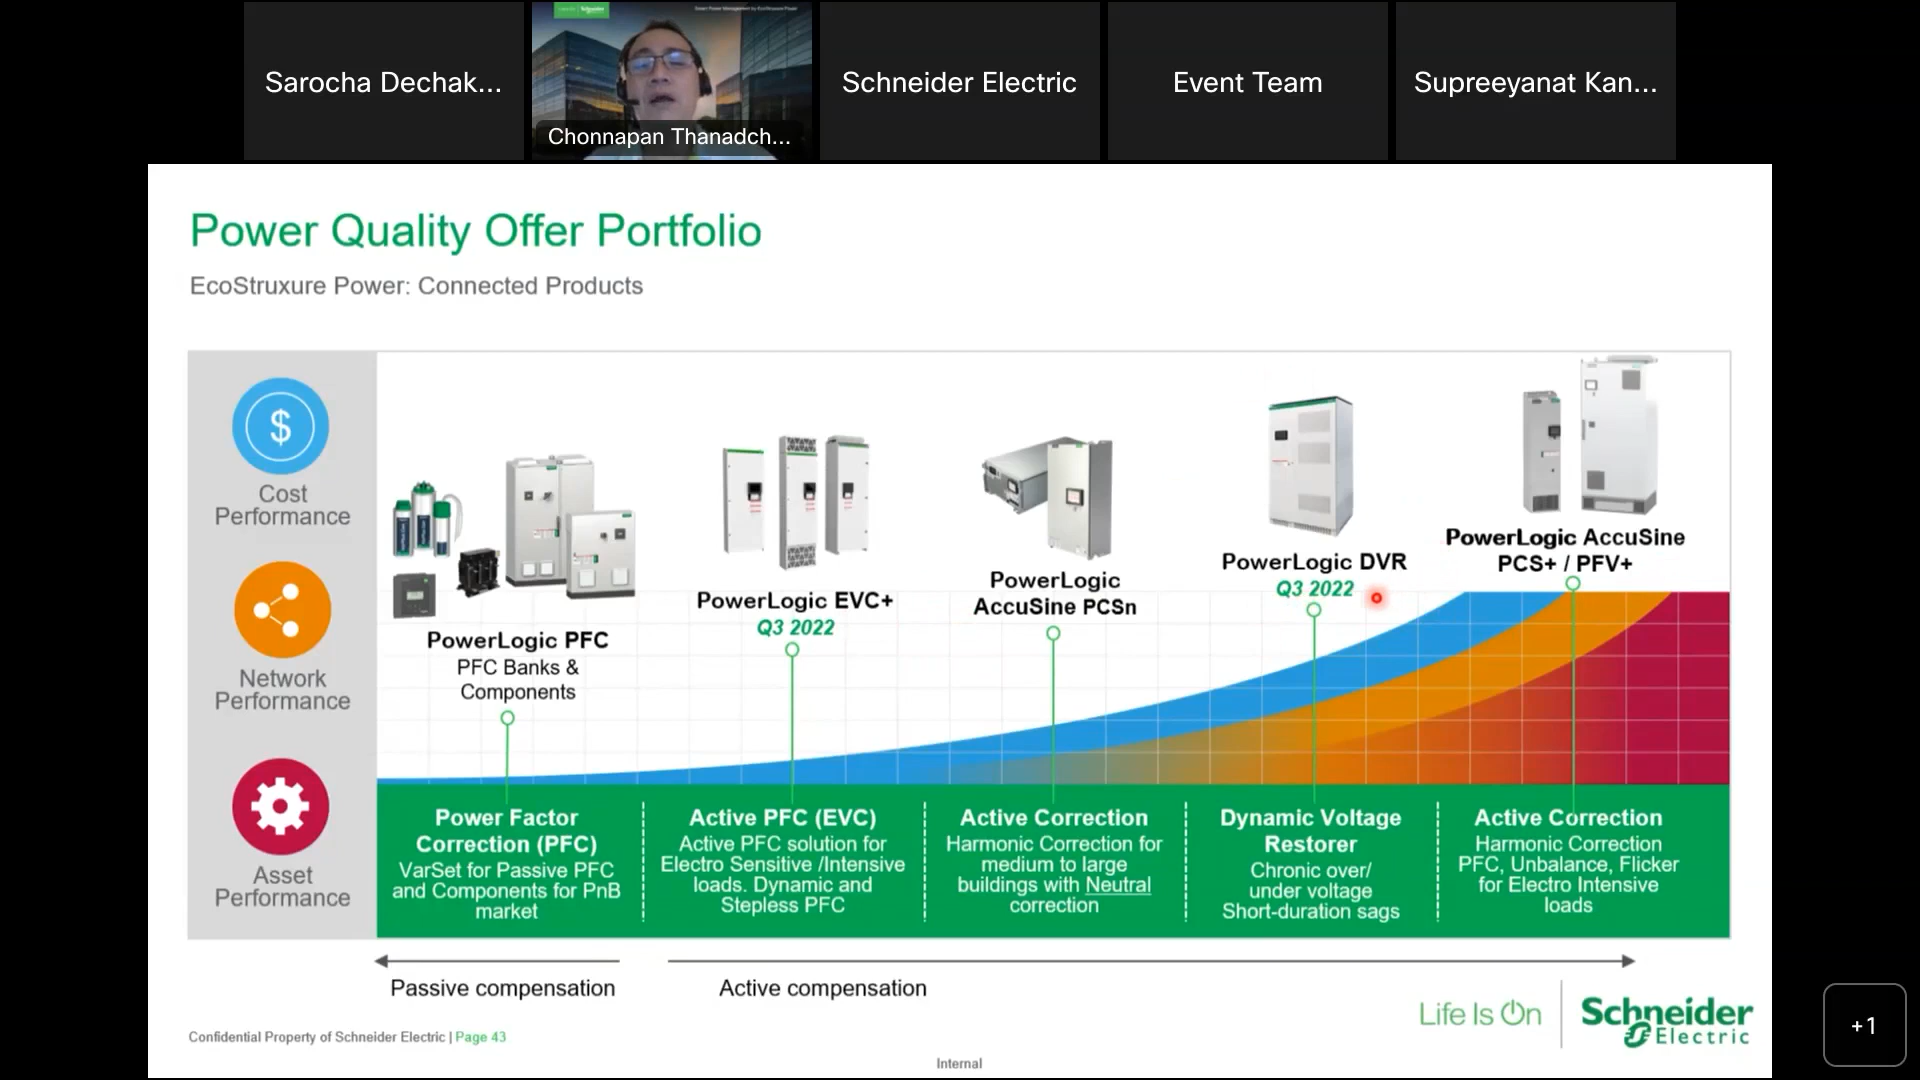 Sarocha Dechak...
Chonnapan Thanadch...
Schneider Electric
Event Team
Supreeyanat Kan...
Power Quality Offer Portfolio
EcoStruxure Power: Connected Products
$
Cost
Performance
Network
Performance
Asset
Performance
PowerLogic PFC
PFC Banks &
Components
PowerLogic EVC+
Q3 2022
PowerLogic
AccuSine PCSn
PowerLogic DVR
Q3 2022
PowerLogic AccuSine
PCS+ / PFV+
Power Factor
Correction (PFC)
VarSet for Passive PFC
and Components for PnB
market
Active PFC (EVC)
Active PFC solution for
Electro Sensitive /Intensive
loads. Dynamic and
Stepless PFC
Active Correction
Harmonic Correction for
medium to large
buildings with Neutral
correction
Dynamic Voltage
Restorer
Chronic over/
under voltage
Short-duration sags
Active Correction
Harmonic Correction
PFC, Unbalance, Flicker
for Electro Intensive
loads
Passive compensation
Active compensation
Confidential Property of Schneider Electric | Page 43
Internal
Life Is On
Schneider
Electric
+1